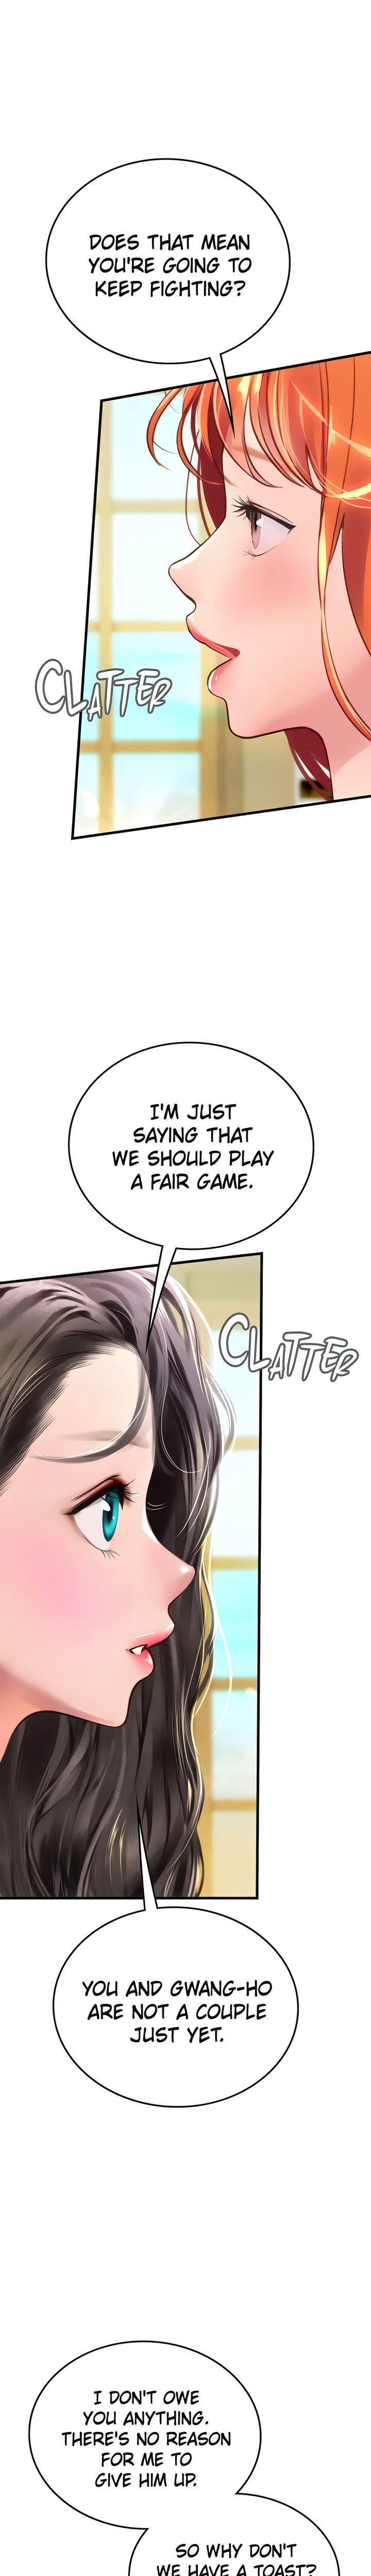 DOES THAT MEAN
YOU'RE GOING TO
KEEP FIGHTING?
CLATTER
I'M JUST
SAYING THAT
WE SHOULD PLAY
A FAIR GAME.
CLATTER
YOU AND GWANG-HO
ARE NOT A COUPLE
JUST YET.
I DON'T OWE
YOU ANYTHING.
THERE'S NO REASON
FOR ME TO
GIVE HIM UP.
SO WHY DON'T
WE HAVE A TOAST?